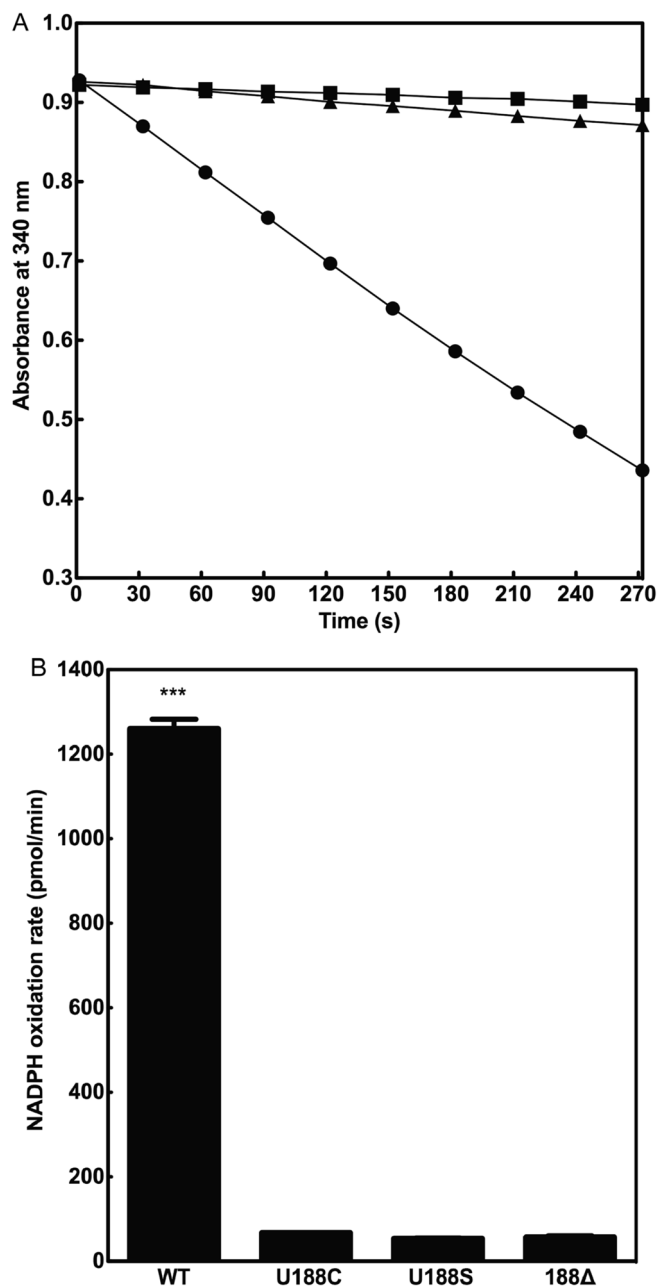 A
1.0
0.9
0.8
0.7
0.6
0.5
0.4
0.3
Absorbance at 340 nm
0 30 60 90 120 150 180 210 240 270
Time (s)
B
1400
1200
1000
800
600
400
200
0
NADPH oxidation rate (pmol/min)
***
WT U188C U188S 188Δ